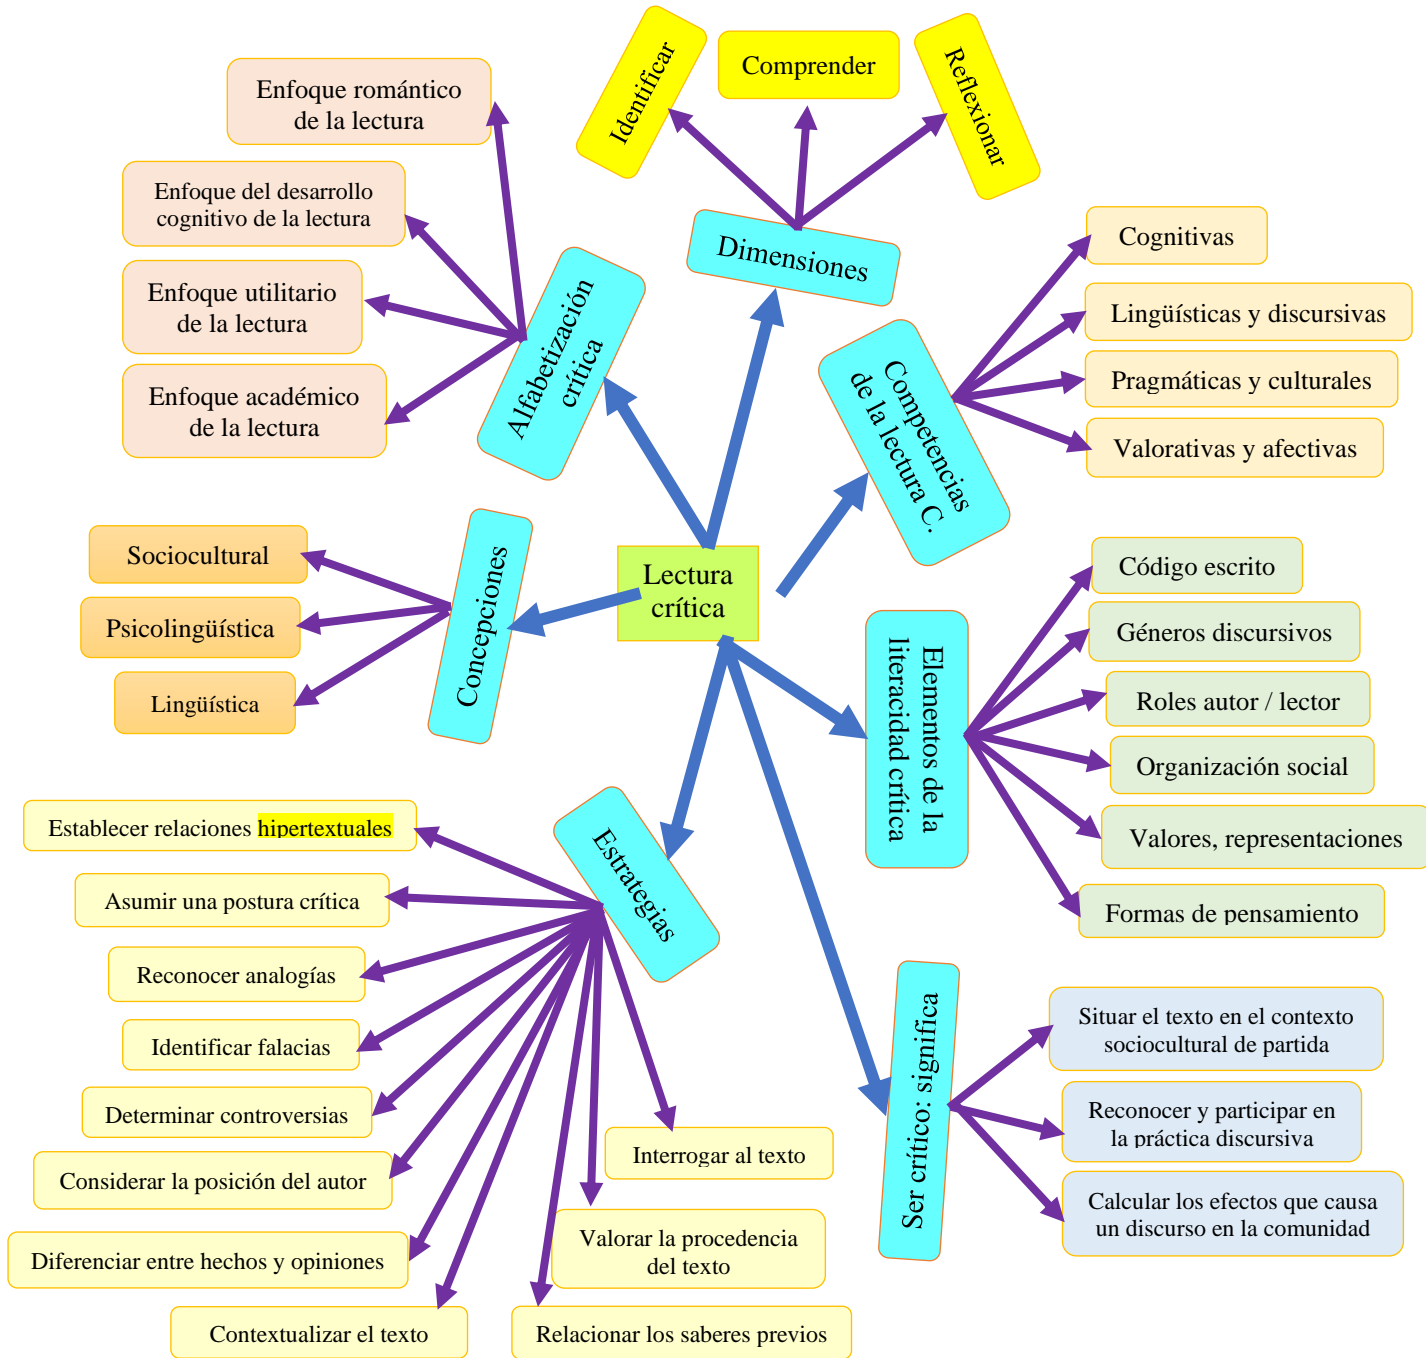 Identificar
Comprender
Reflexionar
Dimensiones
Enfoque romántico
de la lectura
Enfoque del desarrollo
cognitivo de la lectura
Enfoque utilitario
de la lectura
Enfoque académico
de la lectura
Alfabetización
crítica
Competencias
de la lectura C.
Cognitivas
Lingüísticas y discursivas
Pragmáticas y culturales
Valorativas y afectivas
Lectura
crítica
Concepciones
Sociocultural
Psicolingüística
Lingüística
Elementos de la
literacidad crítica
Código escrito
Géneros discursivos
Roles autor / lector
Organización social
Valores, representaciones
Formas de pensamiento
Estrategias
Establecer relaciones hipertextuales
Asumir una postura crítica
Reconocer analogías
Identificar falacias
Determinar controversias
Considerar la posición del autor
Diferenciar entre hechos y opiniones
Contextualizar el texto
Relacionar los saberes previos
Valorar la procedencia
del texto
Interrogar al texto
Ser crítico: significa
Situar el texto en el contexto
sociocultural de partida
Reconocer y participar en
la práctica discursiva
Calcular los efectos que causa
un discurso en la comunidad